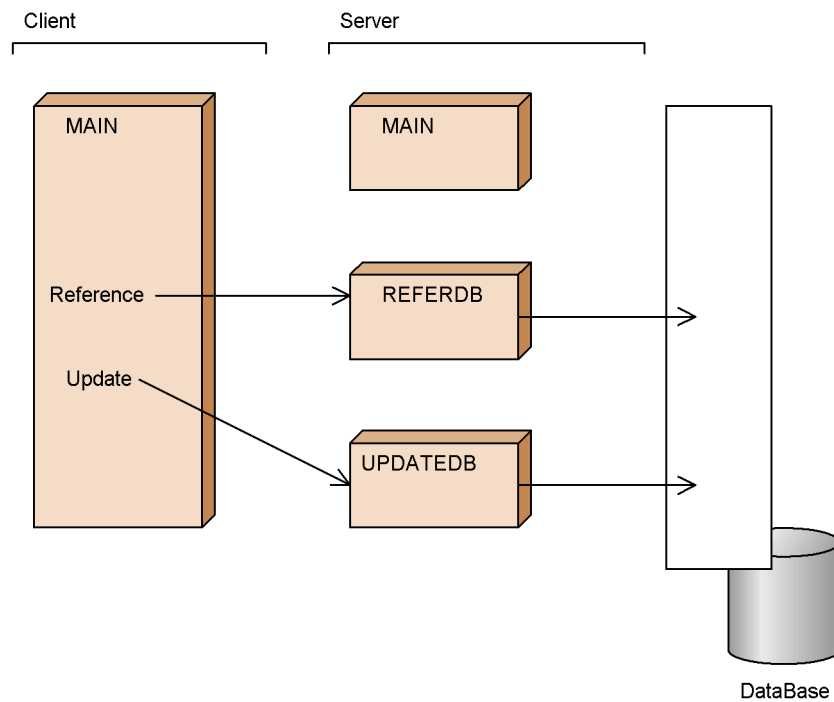 Client
Server
MAIN
MAIN
Reference
REFERDB
Update
UPDATEDB
DataBase